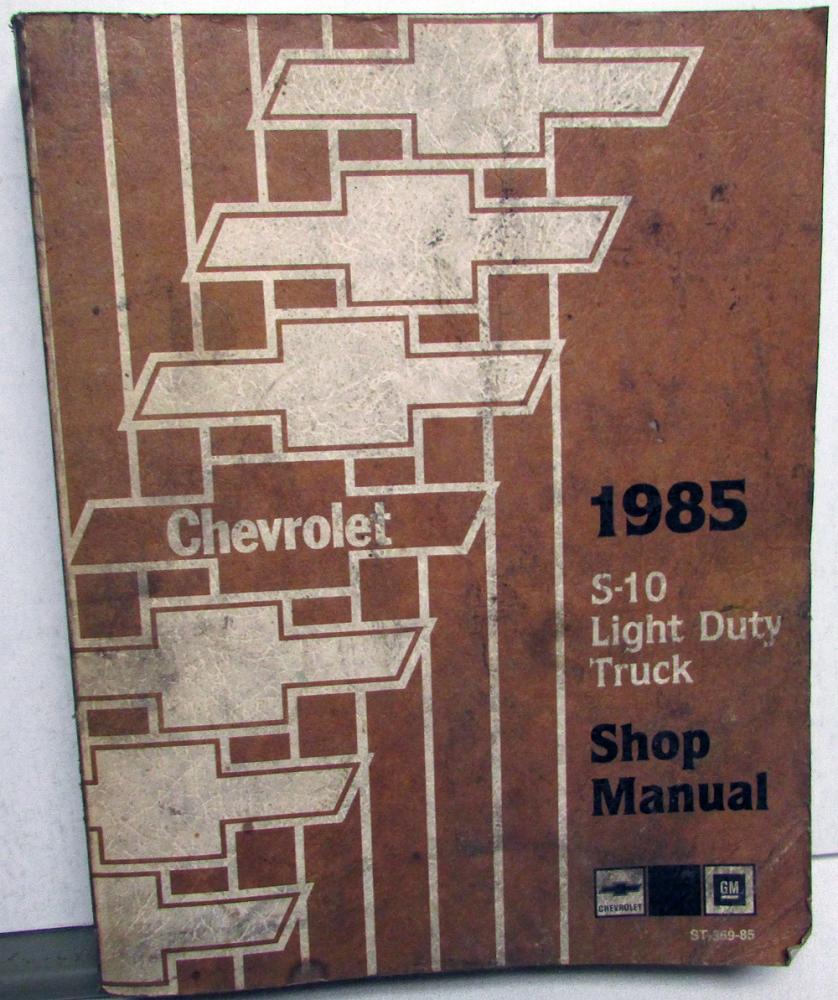 Chevrolet
1985
S-10
Light Duty
Truck
Shop
Manual
CHEVROLET
GM
ST-369-85